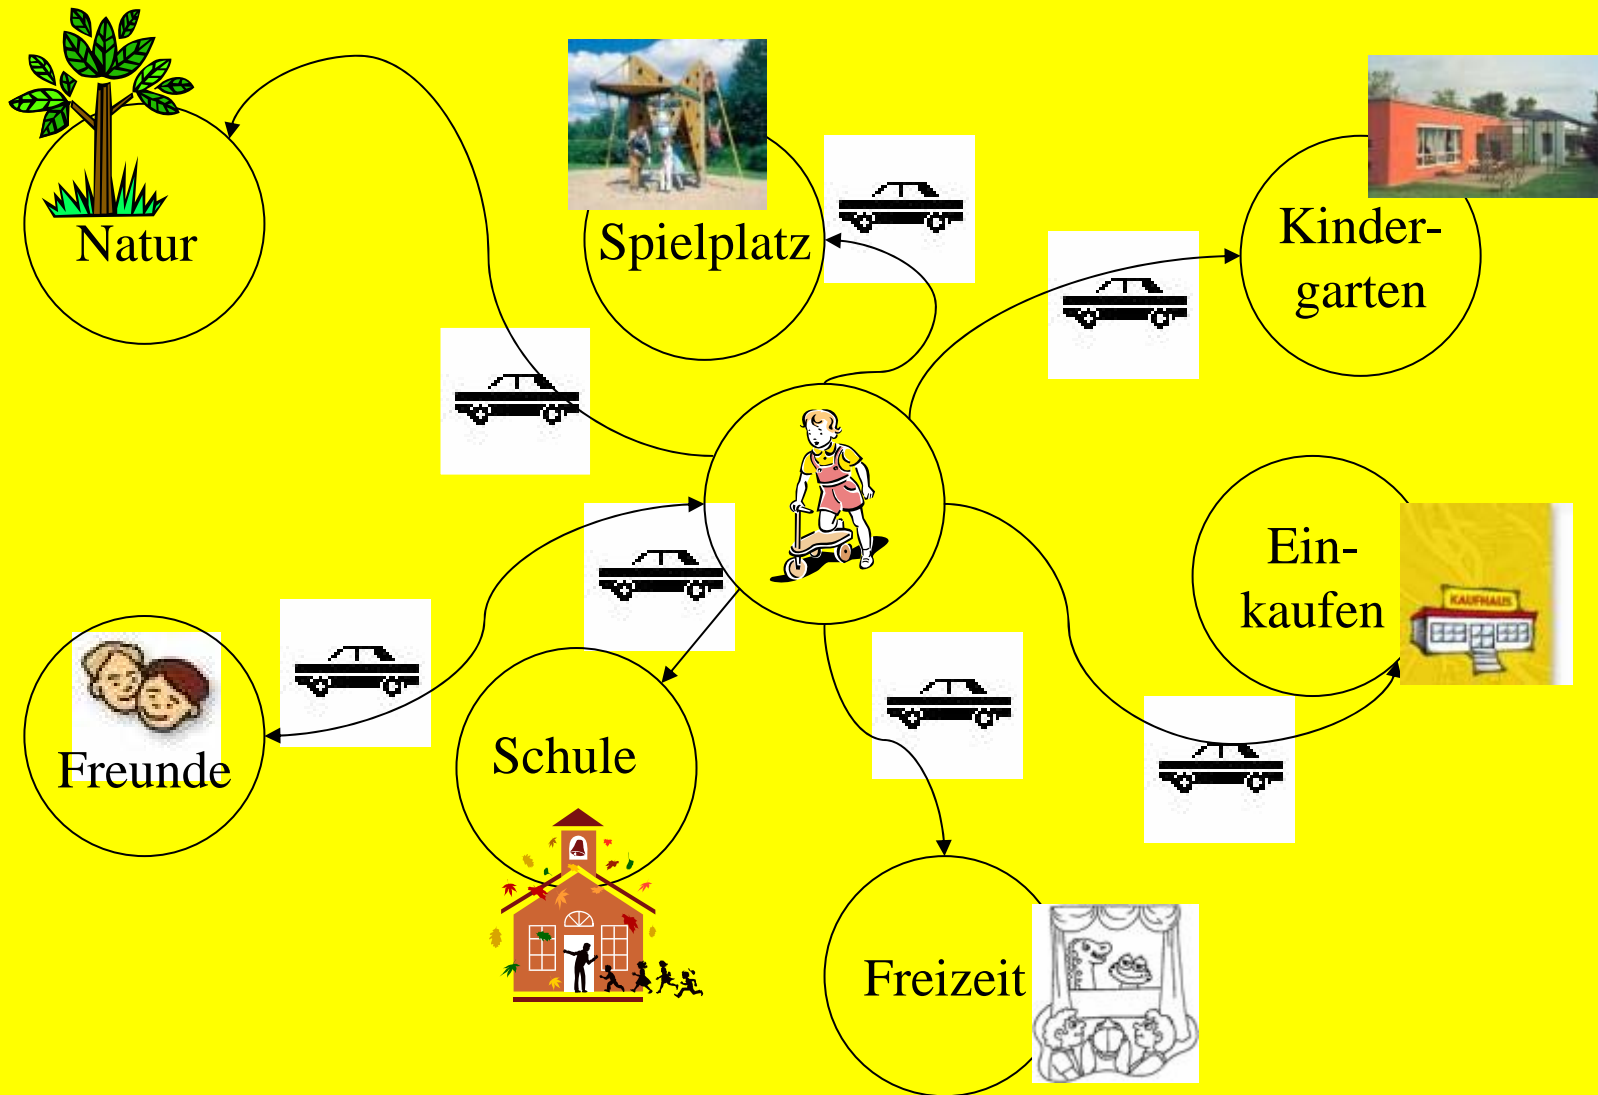 Natur
Spielplatz
Kinder-
garten
Ein-
kaufen
KAUFHAUS
Freunde
Schule
Freizeit